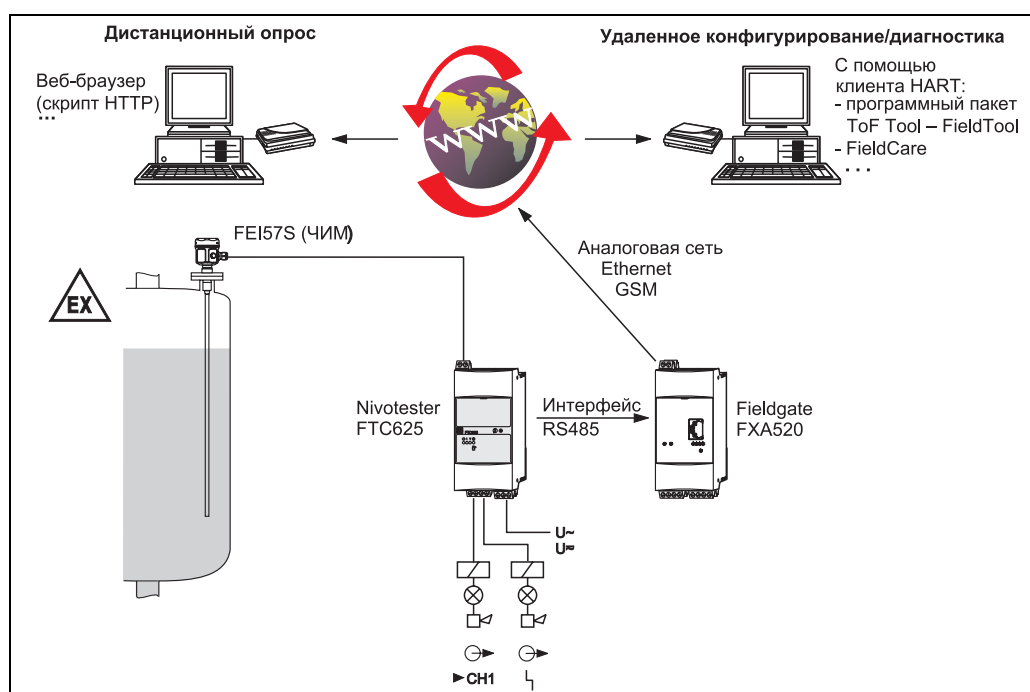 Дистанционный опрос
Удаленное конфигурирование/диагностика
Веб-браузер
(скрипт HTTP)
...
С помощью
клиента HART:
- программный пакет
ToF Tool – FieldTool
- FieldCare
...
WWW
FEI57S (ЧИМ)
Аналоговая сеть
Ethernet
GSM
EX
Nivotester
FTC625
Интерфейс
RS485
Fieldgate
FXA520
U~
U≂
►CH1